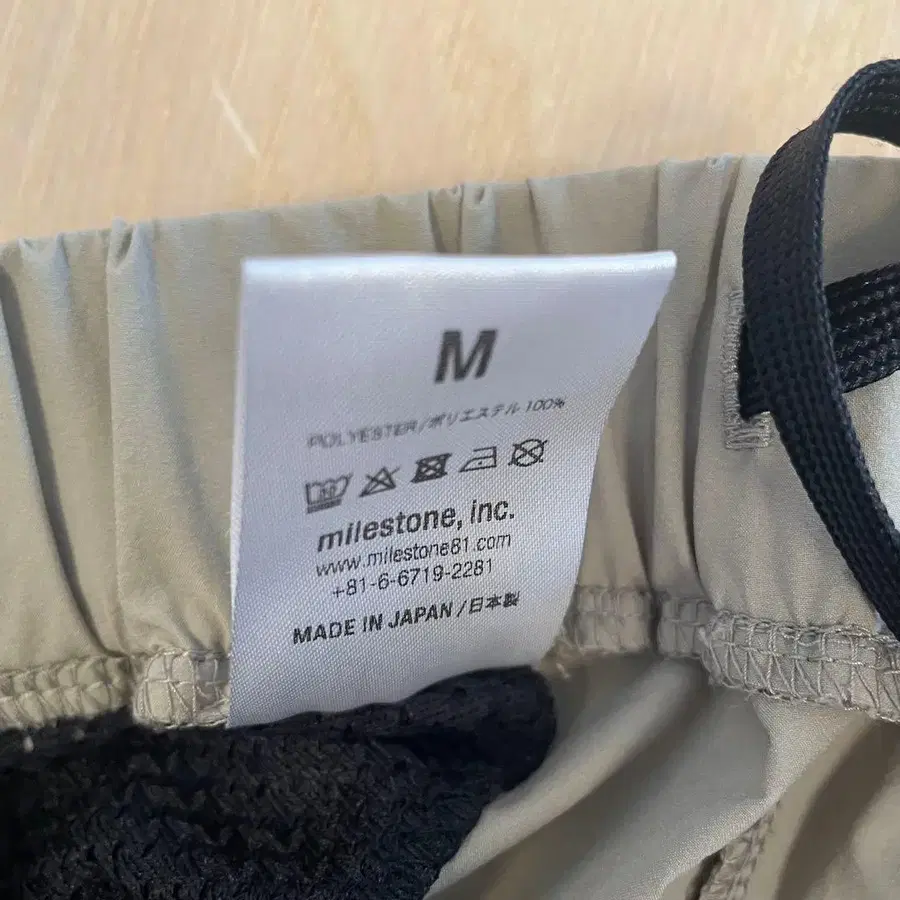 M
POLYESTER/ポリエステル 100%
milestone, inc.
www.milestone81.com
+81-6-6719-2281
MADE IN JAPAN/日本製